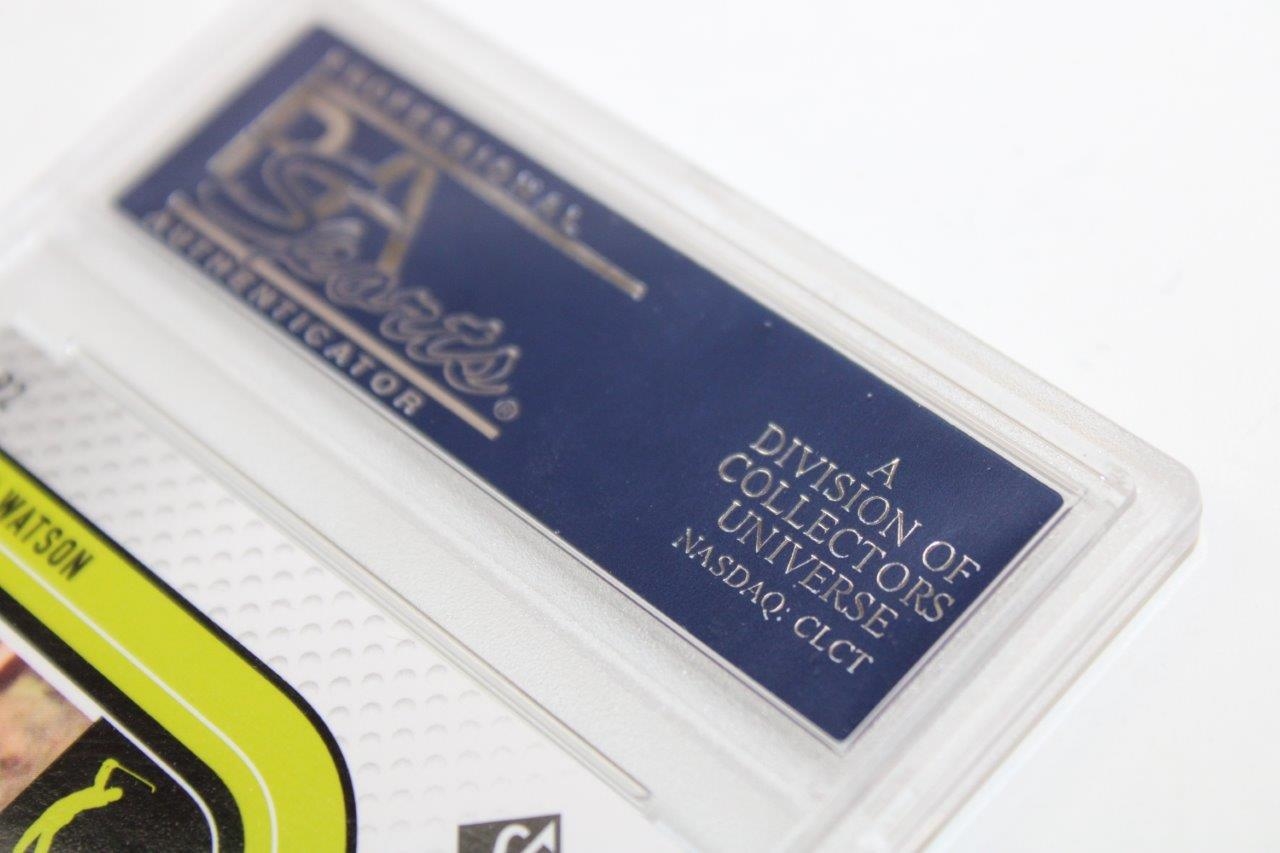 PROFESSIONAL
PSA
Sports®
AUTHENTICATOR
A
DIVISION OF
COLLECTORS
UNIVERSE
NASDAQ: CLCT
WATSON